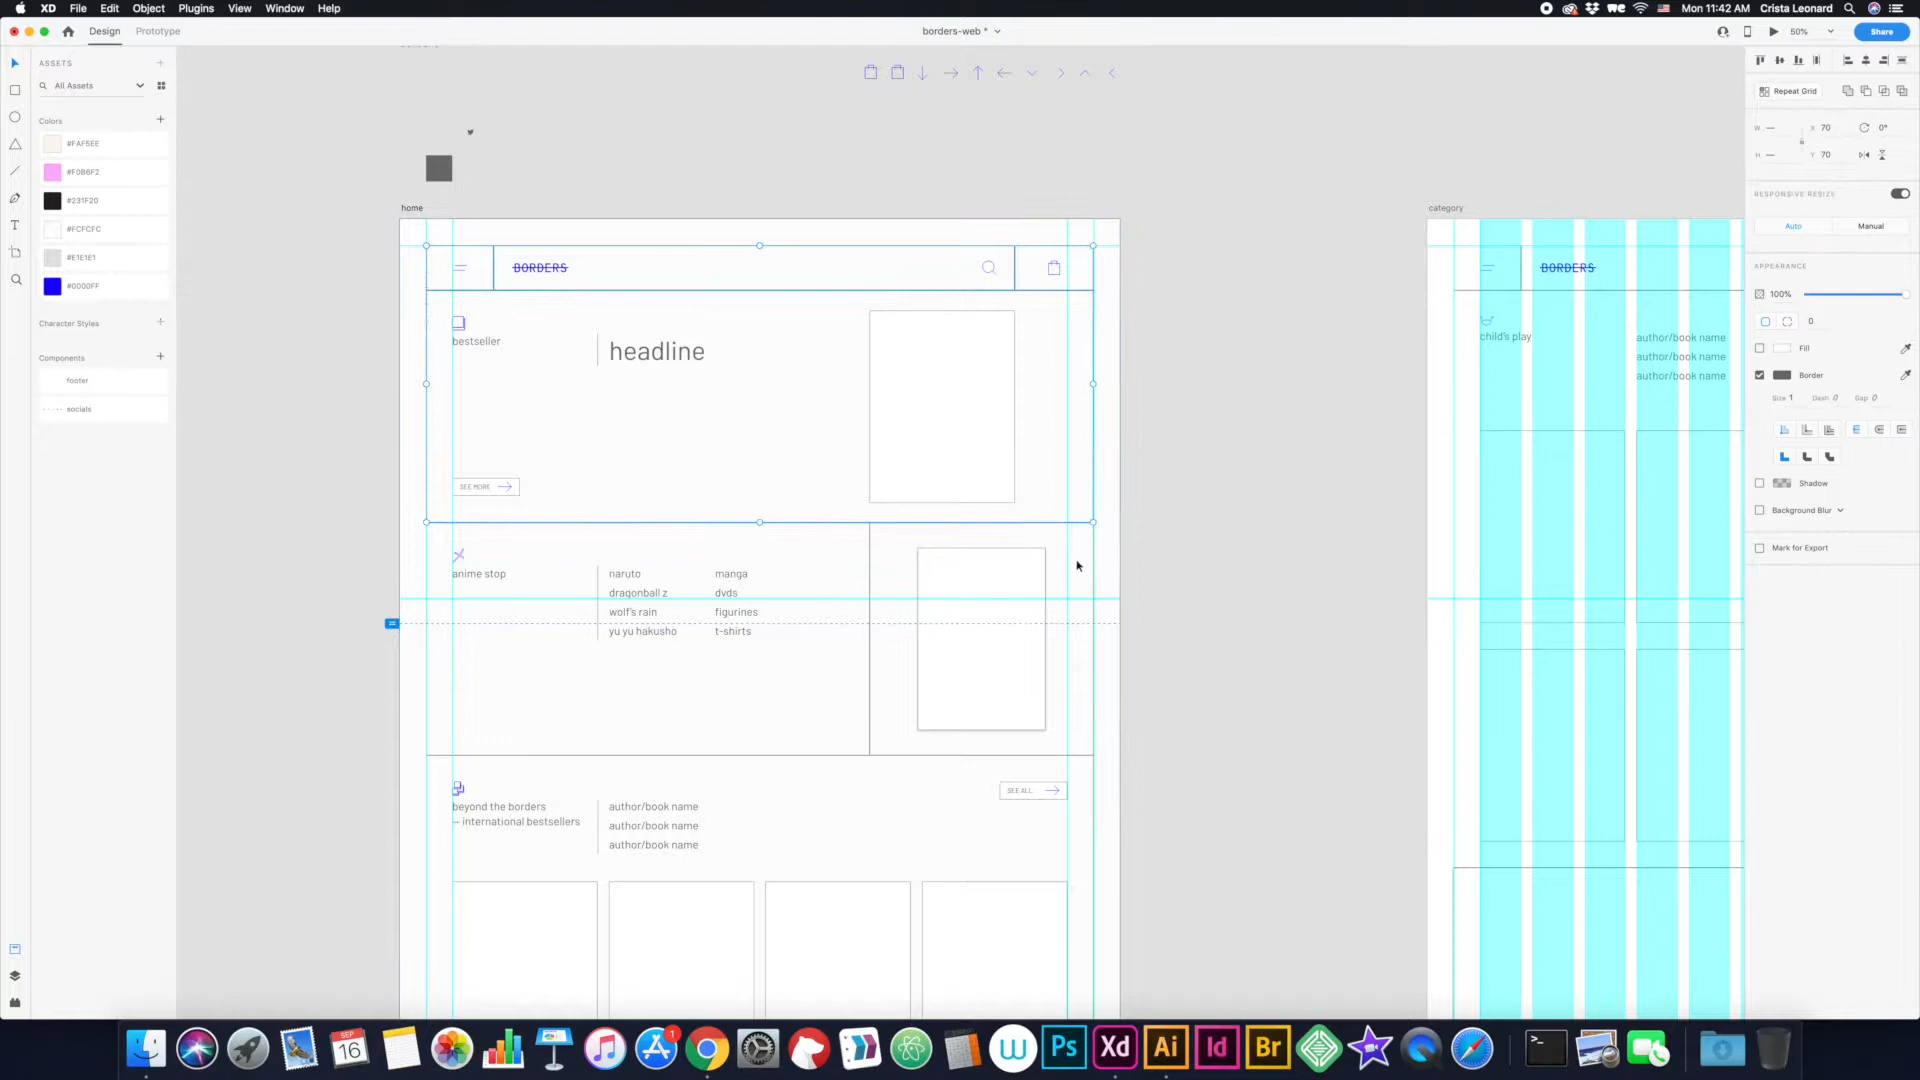 XD File Edit Object Plugins View Window Help
Mon 11:42 AM Crista Leonard
Design Prototype
borders-web *
50%
Share
ASSETS
All Assets
Colors
#FAF5EE
#F0B6F2
#231F20
#FCFCFC
#E1E1E1
#0000FF
Character Styles
Components
footer
socials
home
BORDERS
bestseller
headline
SEE MORE
anime stop
naruto
manga
dragonball z
dvds
wolf's rain
figurines
yu yu hakusho
t-shirts
beyond the borders
— international bestsellers
author/book name
author/book name
author/book name
SEE ALL
category
BORDERS
child's play
author/book name
author/book name
author/book name
Repeat Grid
W — X 70 0°
H — Y 70
RESPONSIVE RESIZE
Auto Manual
APPEARANCE
100%
0
Fill
Border
Size 1 Dash 0 Gap 0
Shadow
Background Blur
Mark for Export
SEP
16
1
W
Ps
Xd
Ai
Id
Br